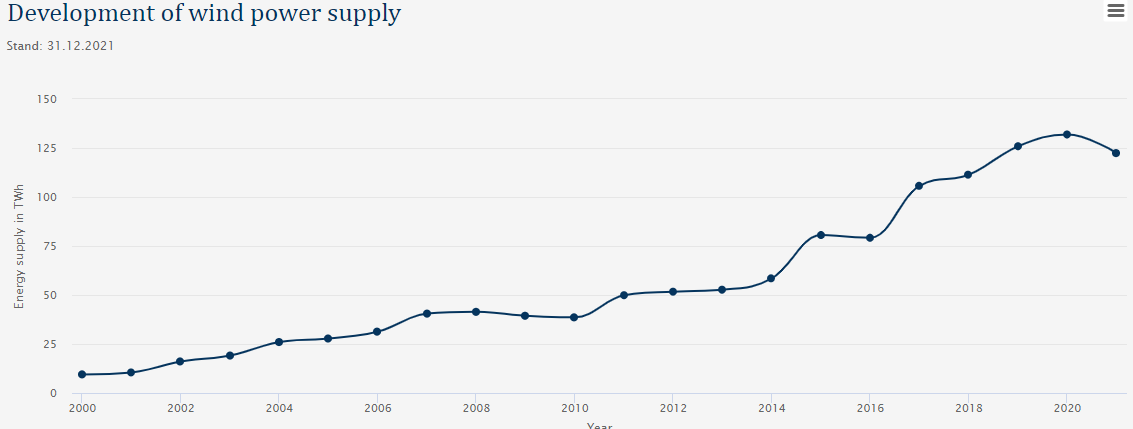 Development of wind power supply
Stand: 31.12.2021
150
125
100
75
50
25
0
Energy supply in TWh
2000 2002 2004 2006 2008 2010 2012 2014 2016 2018 2020
Year